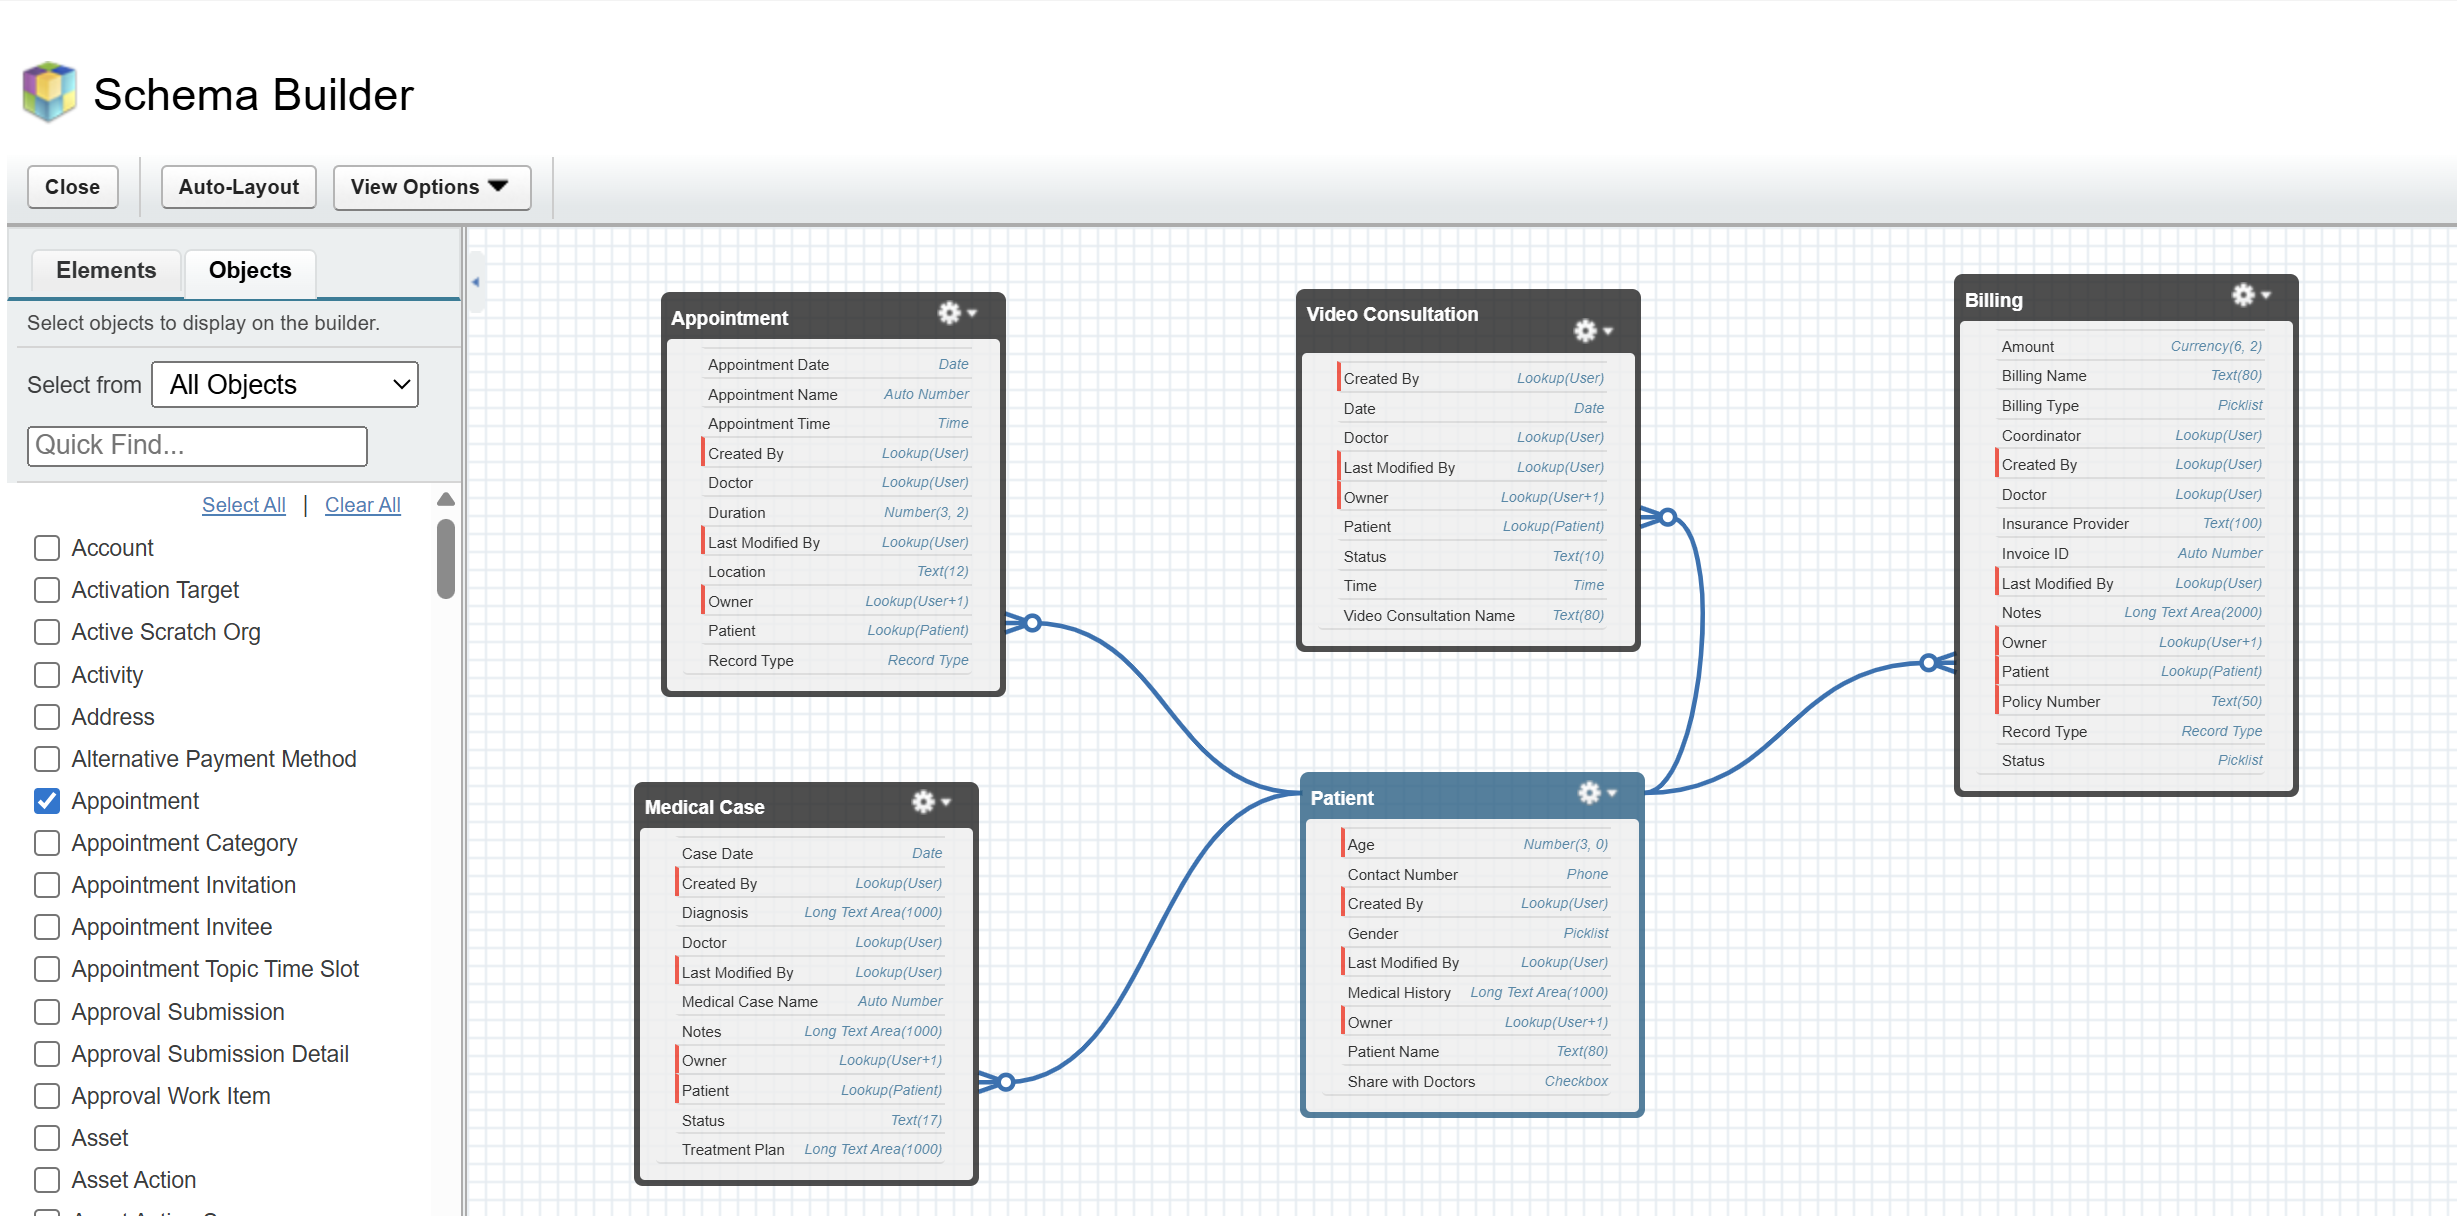 Schema Builder
Close
Auto-Layout
View Options
Elements
Objects
Select objects to display on the builder.
Select from All Objects
Quick Find...
Select All | Clear All
Account
Activation Target
Active Scratch Org
Activity
Address
Alternative Payment Method
Appointment
Appointment Category
Appointment Invitation
Appointment Invitee
Appointment Topic Time Slot
Approval Submission
Approval Submission Detail
Approval Work Item
Asset
Asset Action
Appointment
Appointment Date Date
Appointment Name Auto Number
Appointment Time Time
Created By Lookup(User)
Doctor Lookup(User)
Duration Number(3, 2)
Last Modified By Lookup(User)
Location Text(12)
Owner Lookup(User+1)
Patient Lookup(Patient)
Record Type Record Type
Medical Case
Case Date Date
Created By Lookup(User)
Diagnosis Long Text Area(1000)
Doctor Lookup(User)
Last Modified By Lookup(User)
Medical Case Name Auto Number
Notes Long Text Area(1000)
Owner Lookup(User+1)
Patient Lookup(Patient)
Status Text(17)
Treatment Plan Long Text Area(1000)
Video Consultation
Created By Lookup(User)
Date Date
Doctor Lookup(User)
Last Modified By Lookup(User)
Owner Lookup(User+1)
Patient Lookup(Patient)
Status Text(10)
Time Time
Video Consultation Name Text(80)
Patient
Age Number(3, 0)
Contact Number Phone
Created By Lookup(User)
Gender Picklist
Last Modified By Lookup(User)
Medical History Long Text Area(1000)
Owner Lookup(User+1)
Patient Name Text(80)
Share with Doctors Checkbox
Billing
Amount Currency(6, 2)
Billing Name Text(80)
Billing Type Picklist
Coordinator Lookup(User)
Created By Lookup(User)
Doctor Lookup(User)
Insurance Provider Text(100)
Invoice ID Auto Number
Last Modified By Lookup(User)
Notes Long Text Area(2000)
Owner Lookup(User+1)
Patient Lookup(Patient)
Policy Number Text(50)
Record Type Record Type
Status Picklist